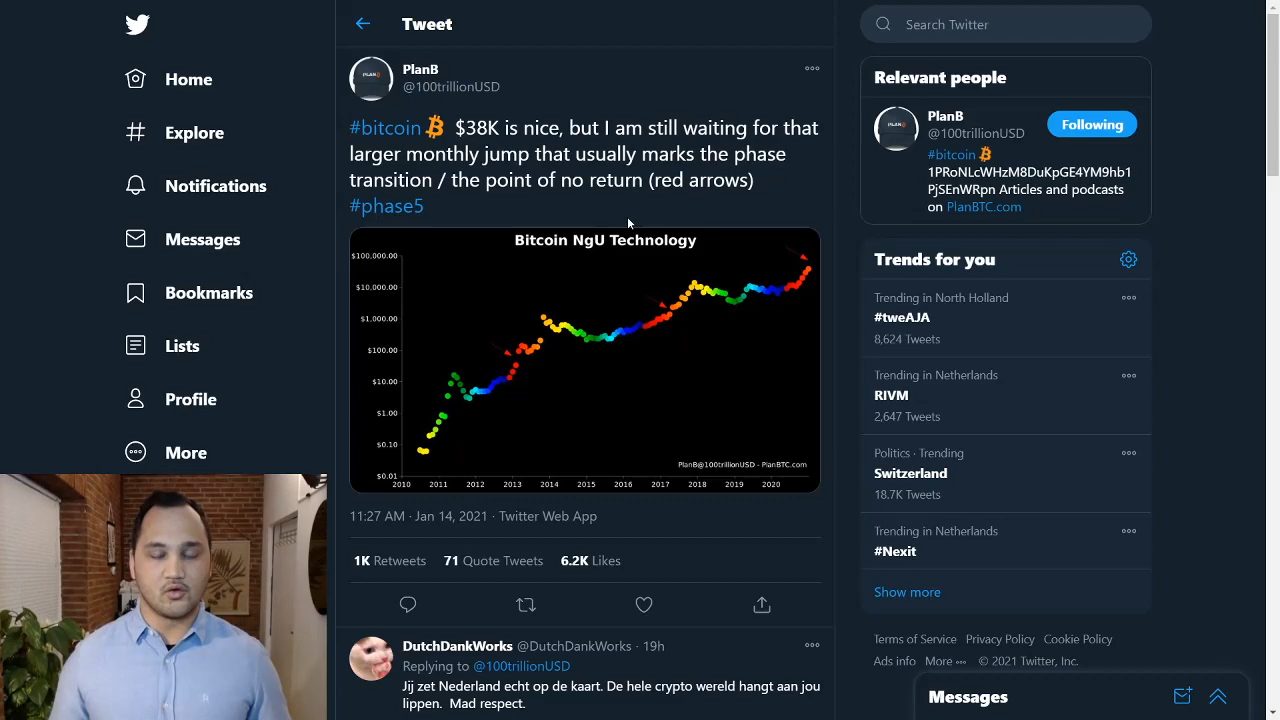 Home
Explore
Notifications
Messages
Bookmarks
Lists
Profile
More
Tweet
PLANB
PlanB
@100trillionUSD
#bitcoin $38K is nice, but I am still waiting for that
larger monthly jump that usually marks the phase
transition / the point of no return (red arrows)
#phase5
Bitcoin NgU Technology
$100,000.00
$10,000.00
$1,000.00
$100.00
$10.00
$1.00
$0.10
$0.01
2010 2011 2012 2013 2014 2015 2016 2017 2018 2019 2020
PlanB@100trillionUSD - PlanBTC.com
11:27 AM · Jan 14, 2021 · Twitter Web App
1K Retweets 71 Quote Tweets 6.2K Likes
DutchDankWorks @DutchDankWorks · 19h
Replying to @100trillionUSD
Jij zet Nederland echt op de kaart. De hele crypto wereld hangt aan jou
lippen. Mad respect.
Search Twitter
Relevant people
PLANB
PlanB
@100trillionUSD
Following
#bitcoin
1PRoNLcWHzM8DuKpGE4YM9hb1
PjSEnWRpn Articles and podcasts
on PlanBTC.com
Trends for you
Trending in North Holland
#tweAJA
8,624 Tweets
Trending in Netherlands
RIVM
2,647 Tweets
Politics · Trending
Switzerland
18.7K Tweets
Trending in Netherlands
#Nexit
Show more
Terms of Service Privacy Policy Cookie Policy
Ads info More © 2021 Twitter, Inc.
Messages